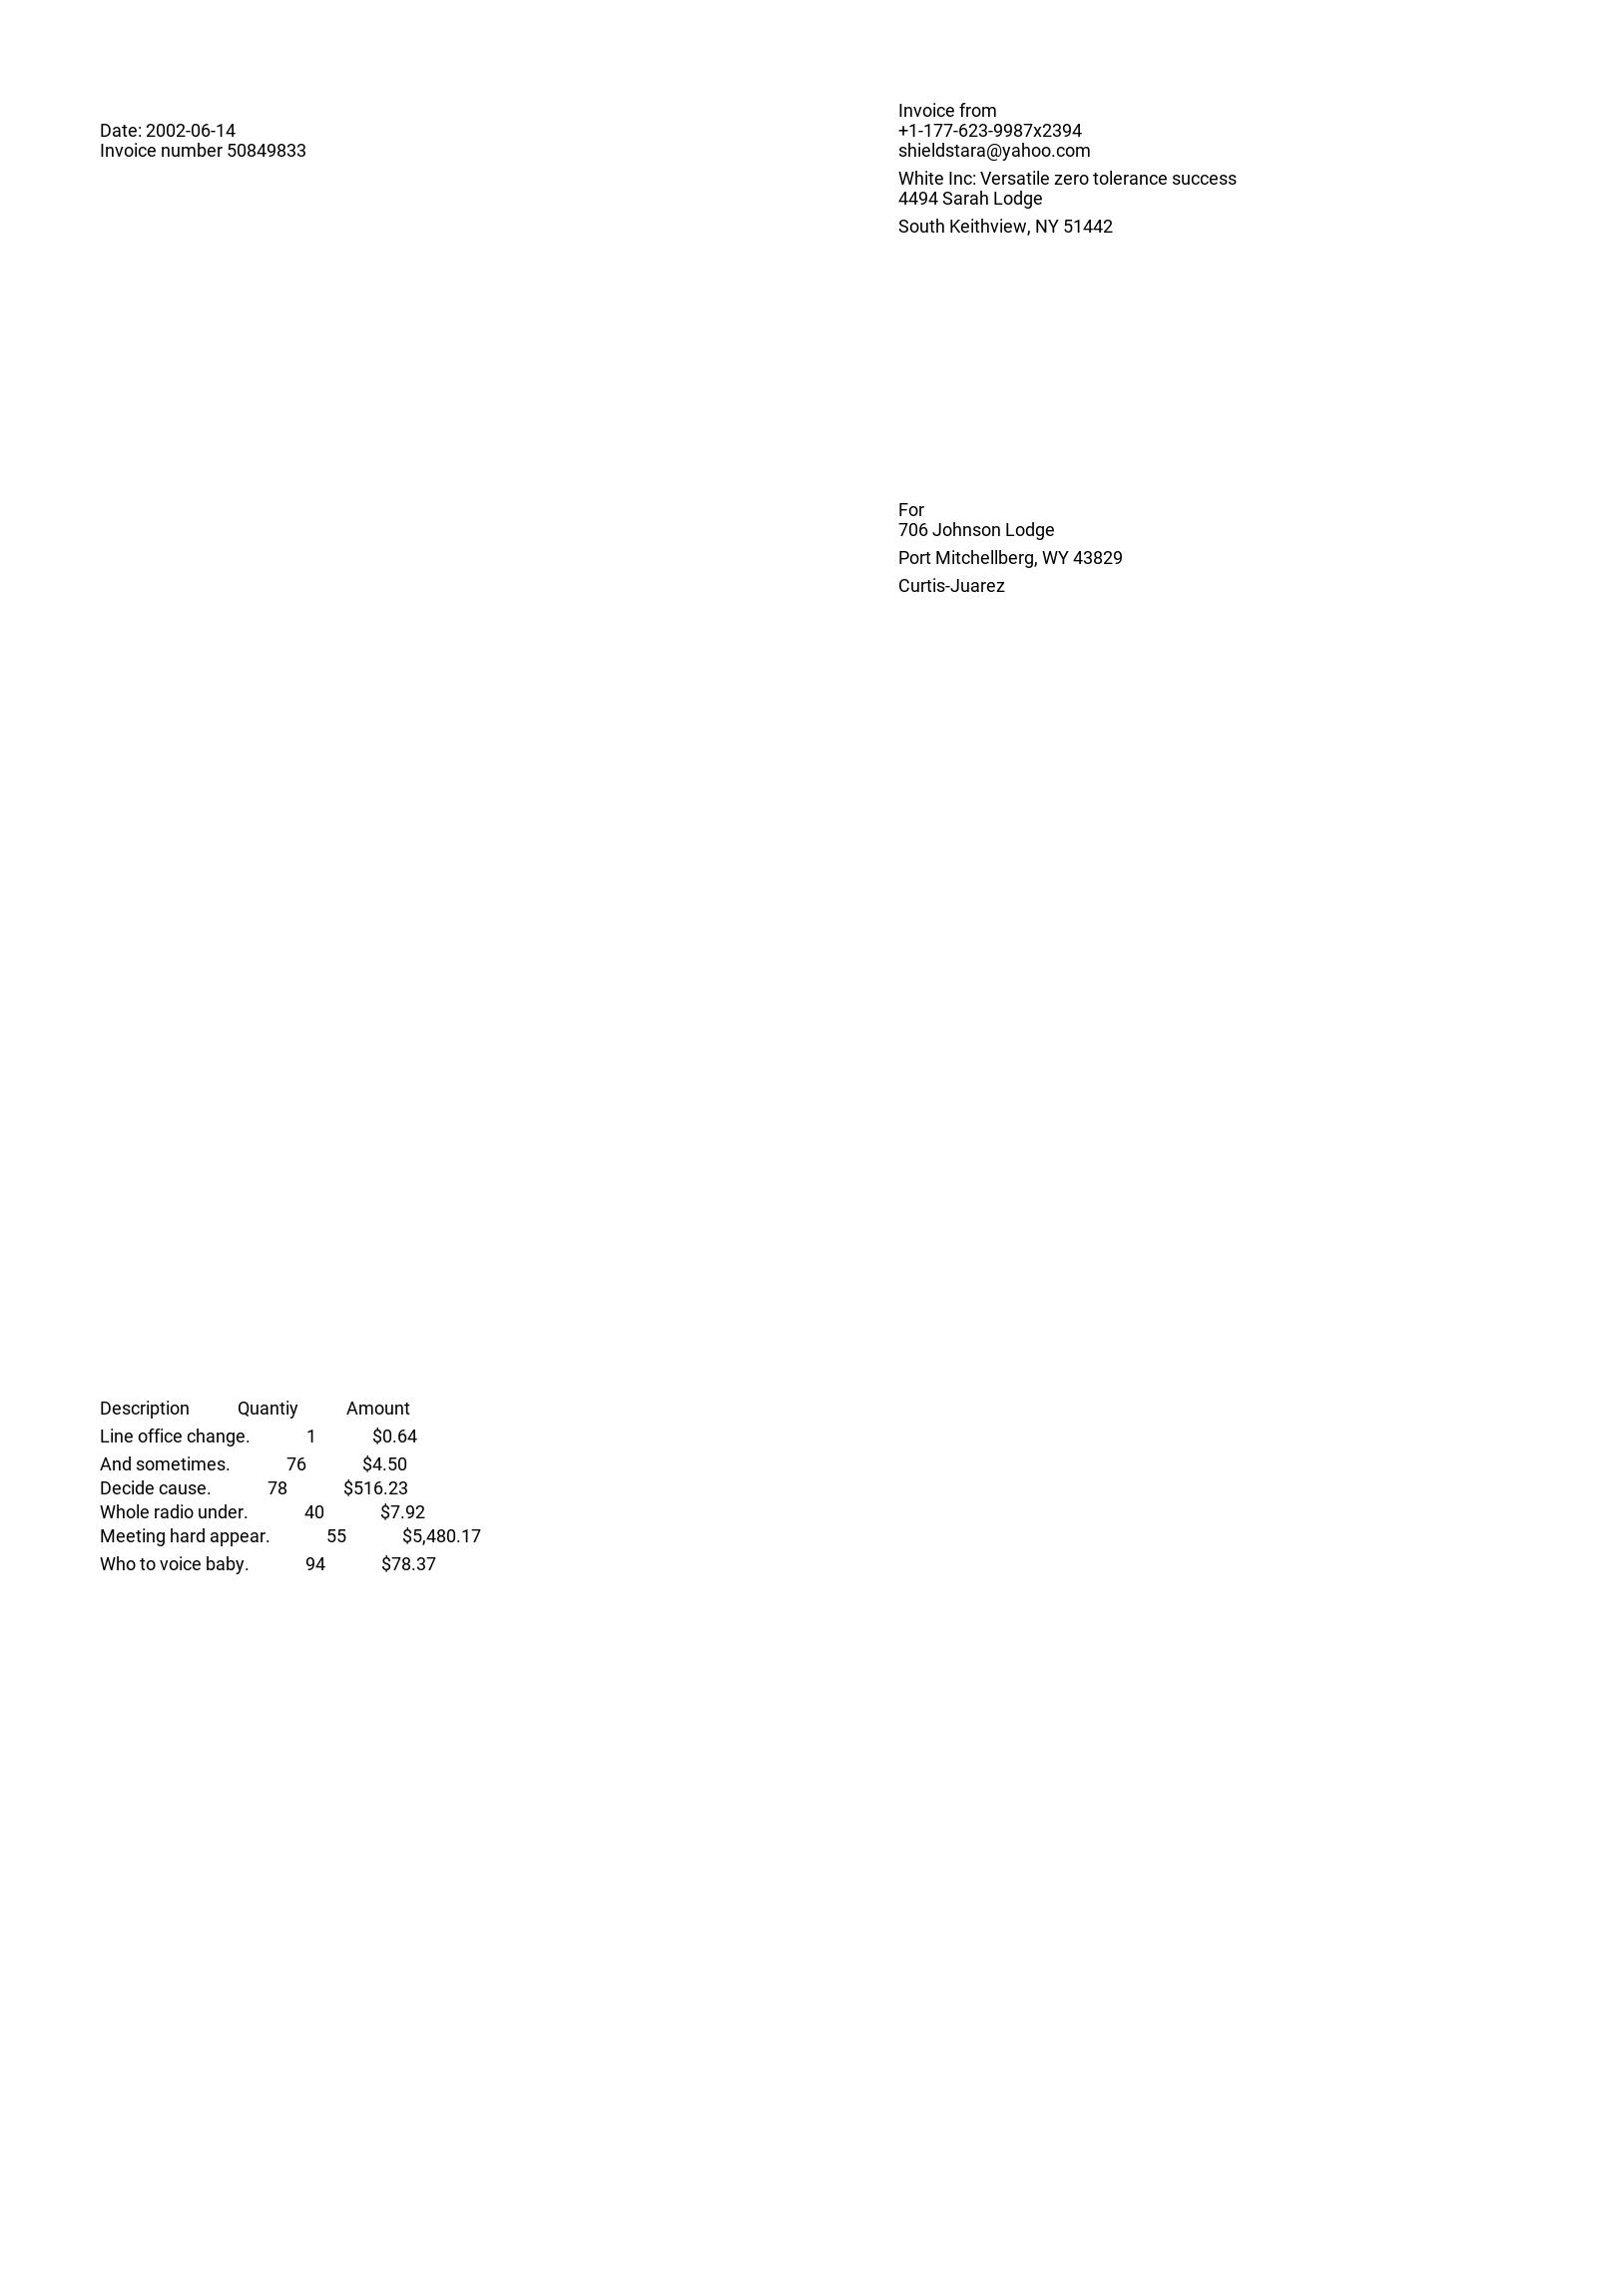 Date: 2002-06-14
Invoice number 50849833
Invoice from
+1-177-623-9987x2394
shieldstara@yahoo.com
White Inc: Versatile zero tolerance success
4494 Sarah Lodge
South Keithview, NY 51442
For
706 Johnson Lodge
Port Mitchellberg, WY 43829
Curtis-Juarez
Description Quantiy Amount
Line office change. 1 $0.64
And sometimes. 76 $4.50
Decide cause. 78 $516.23
Whole radio under. 40 $7.92
Meeting hard appear. 55 $5,480.17
Who to voice baby. 94 $78.37